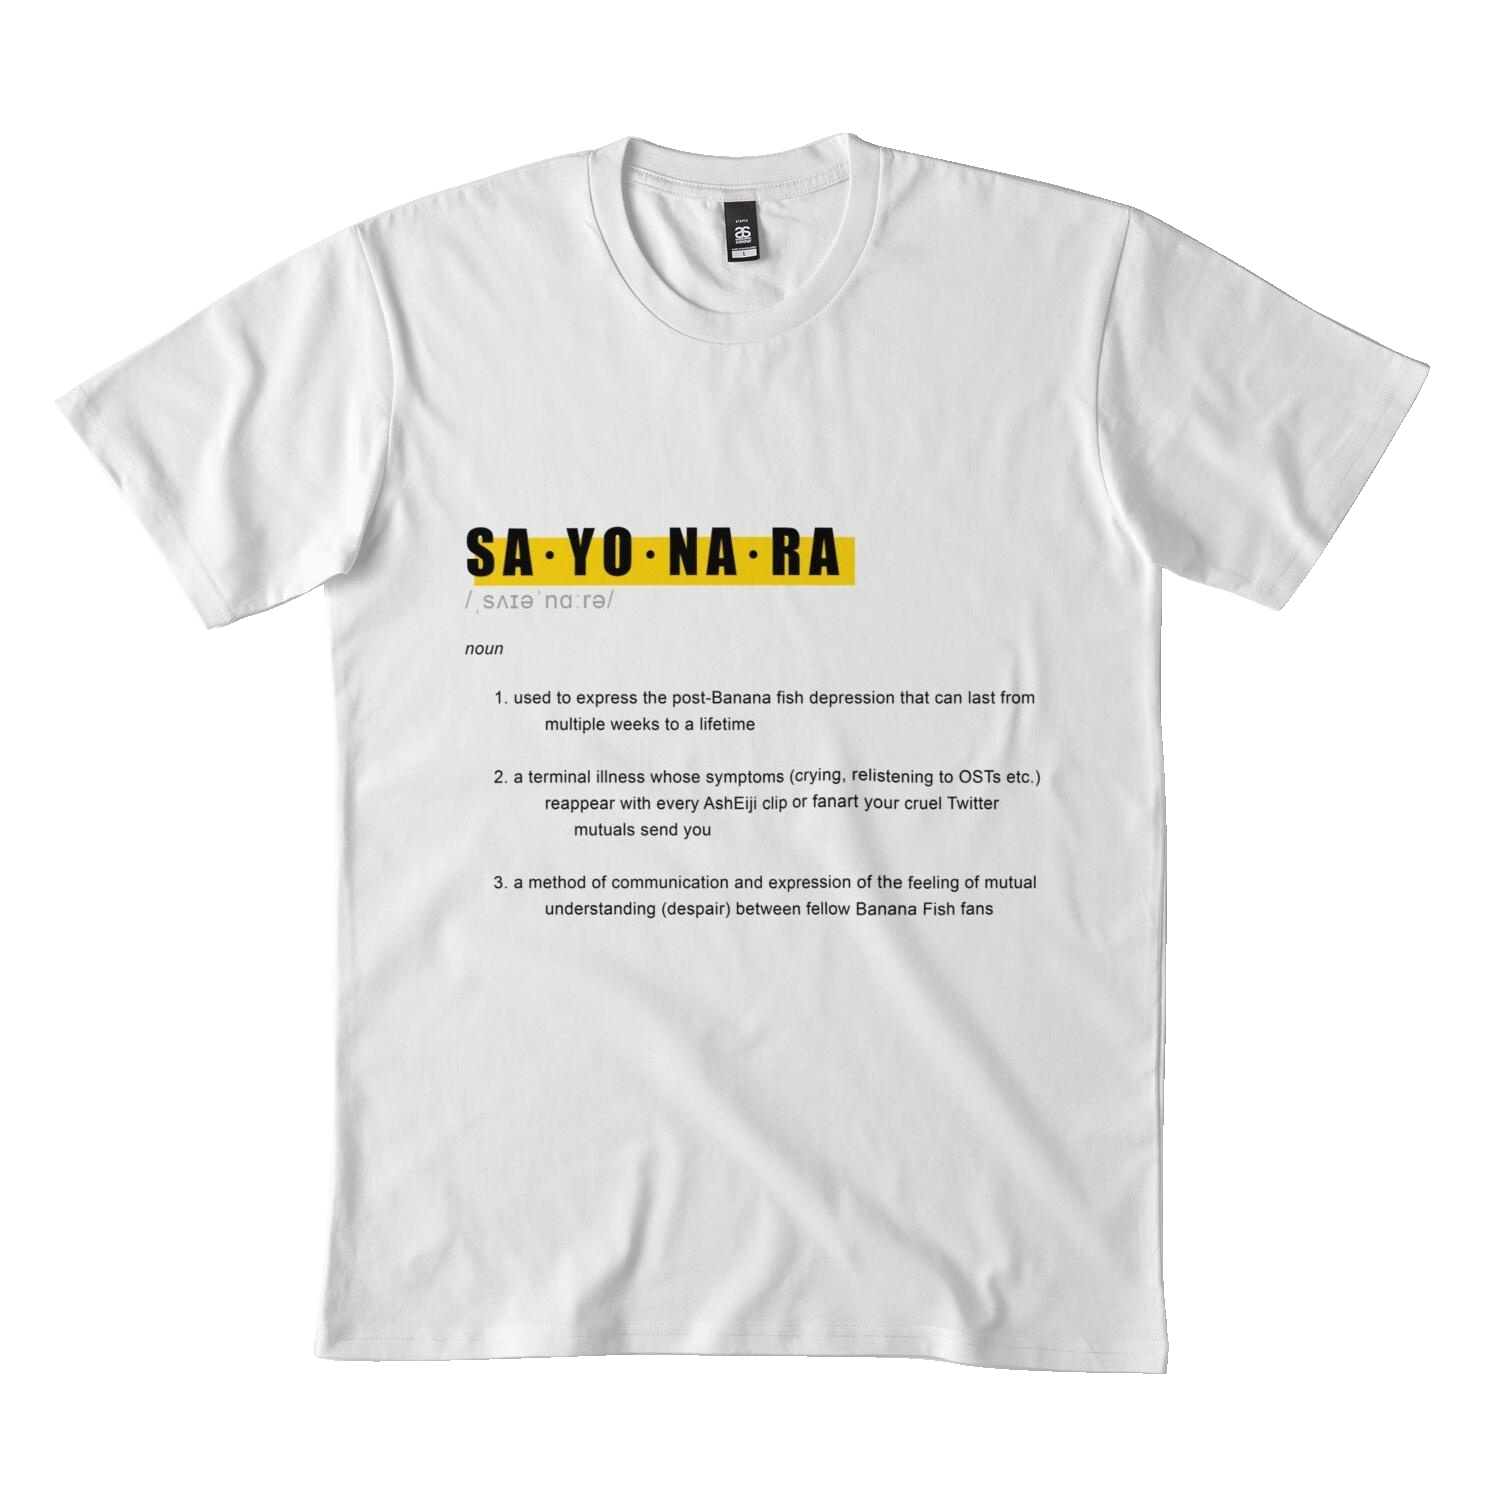 STAPLE
as
colour
L
SA·YO·NA·RA
/ˌsʌɪəˈnɑːrə/
noun
1. used to express the post-Banana fish depression that can last from
multiple weeks to a lifetime
2. a terminal illness whose symptoms (crying, relistening to OSTs etc.)
reappear with every AshEiji clip or fanart your cruel Twitter
mutuals send you
3. a method of communication and expression of the feeling of mutual
understanding (despair) between fellow Banana Fish fans